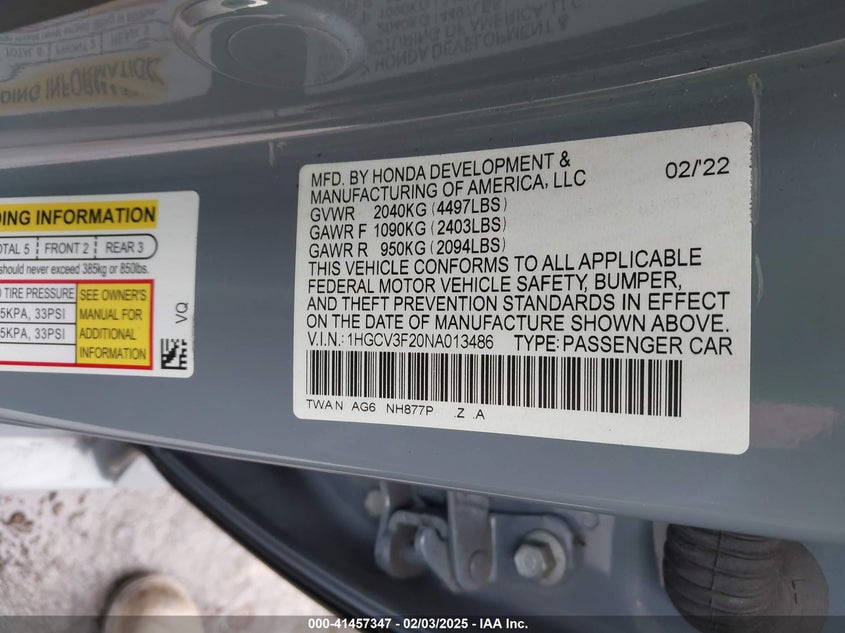 DING INFORMATION
OTAL 5 | FRONT 2 | REAR 3
should never exceed 385kg or 850lbs.
TIRE PRESSURE
5KPA, 33PSI
5KPA, 33PSI
SEE OWNER'S
MANUAL FOR
ADDITIONAL
INFORMATION
VQ
MFD. BY HONDA DEVELOPMENT &
MANUFACTURING OF AMERICA, LLC
02/'22
GVWR 2040KG (4497LBS)
GAWR F 1090KG (2403LBS)
GAWR R 950KG (2094LBS)
THIS VEHICLE CONFORMS TO ALL APPLICABLE
FEDERAL MOTOR VEHICLE SAFETY, BUMPER,
AND THEFT PREVENTION STANDARDS IN EFFECT
ON THE DATE OF MANUFACTURE SHOWN ABOVE.
V.I.N.: 1HGCV3F20NA013486 TYPE: PASSENGER CAR
TWA N AG6 NH877P .Z .A
000-41457347 - 02/03/2025 - IAA Inc.